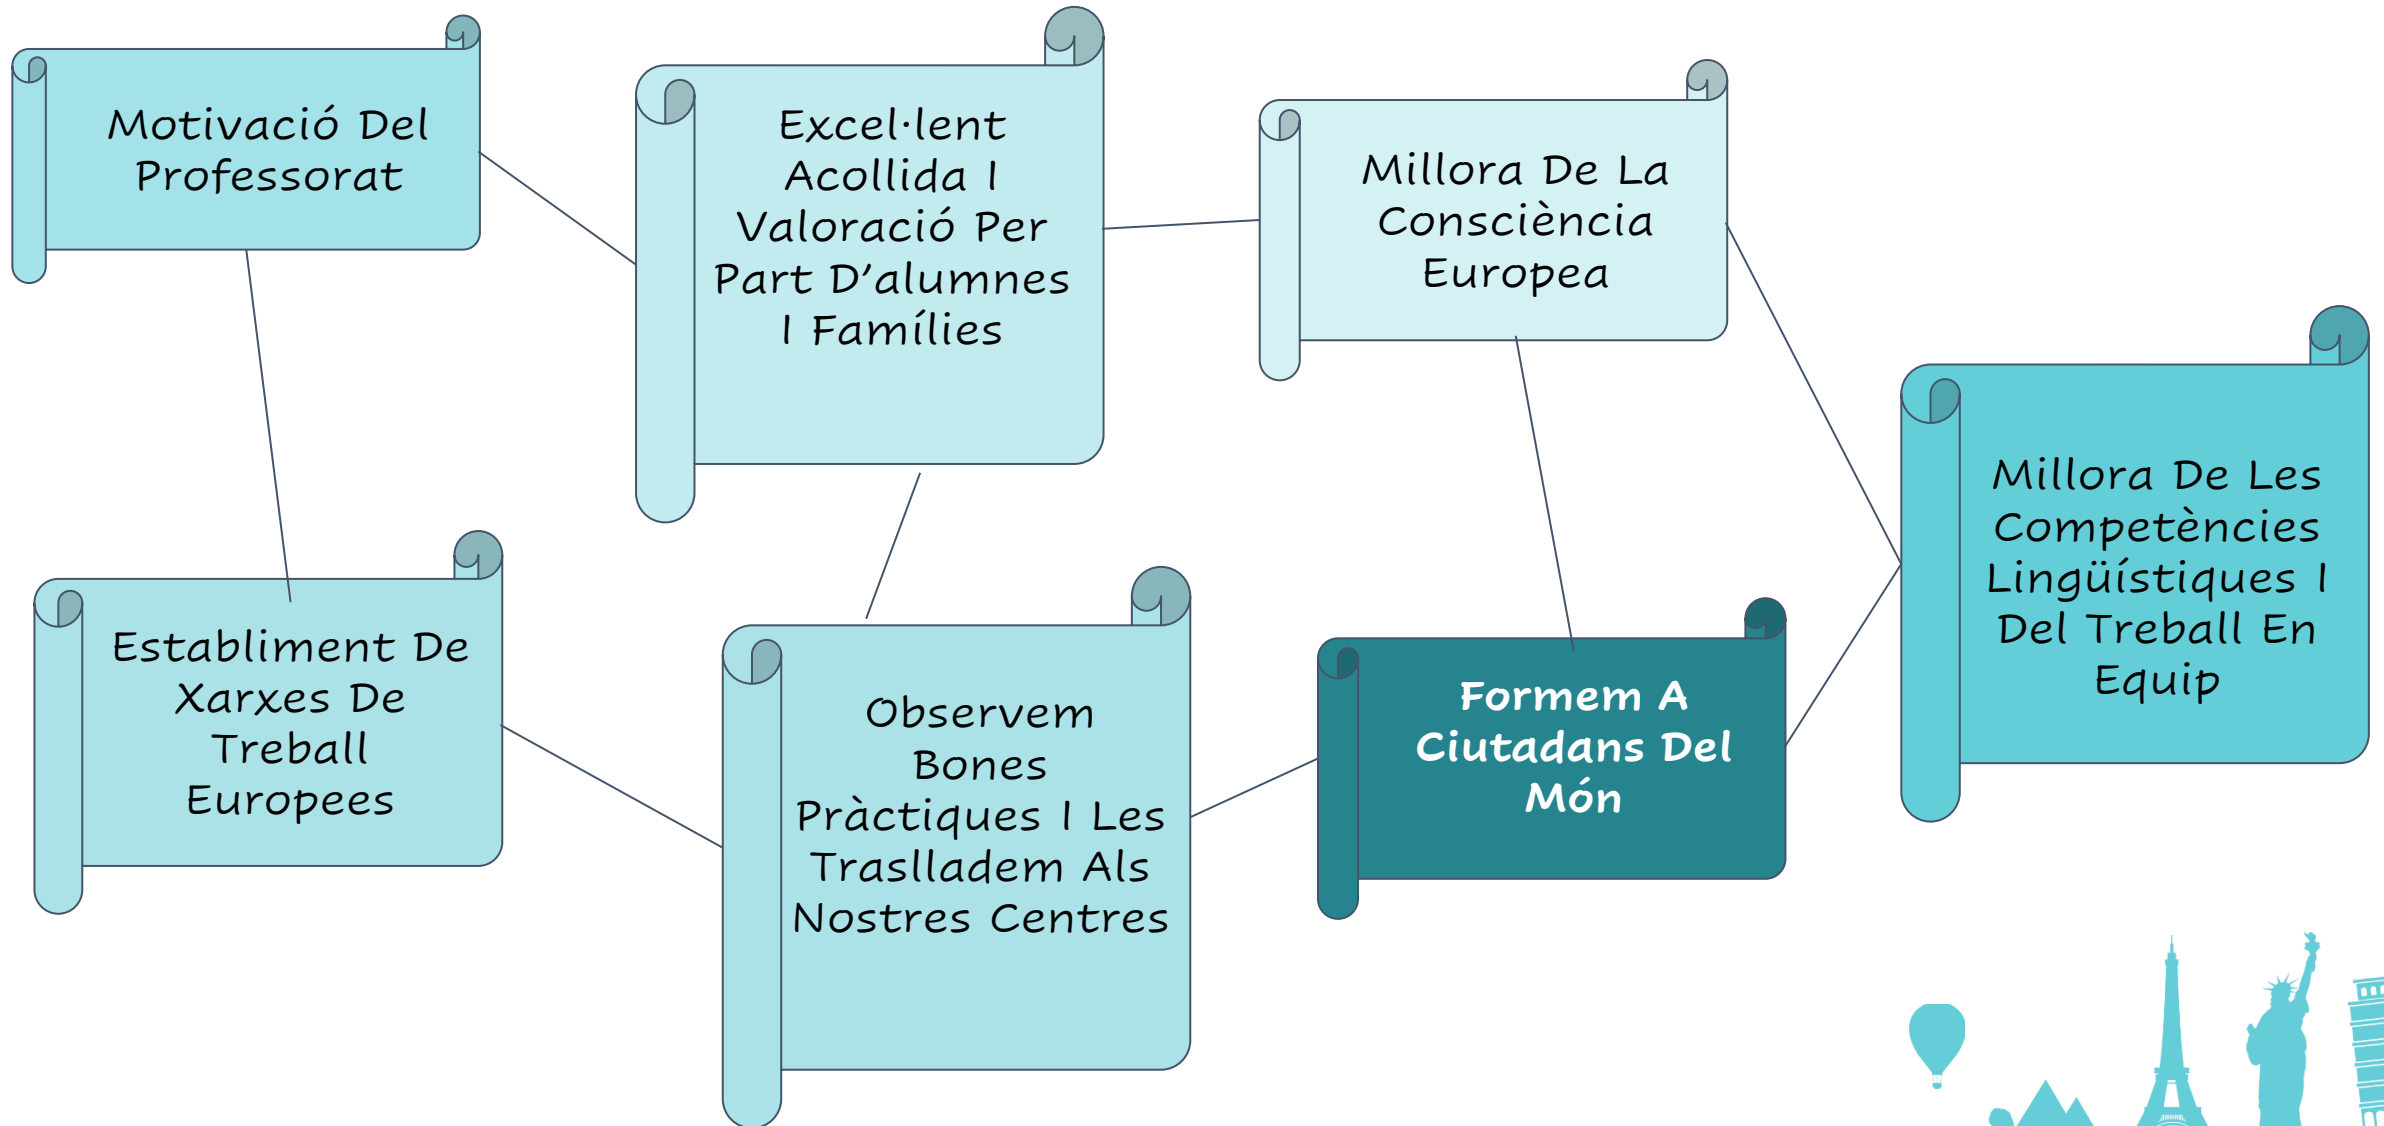 Motivació Del
Professorat
Excel·lent
Acollida I
Valoració Per
Part D’alumnes
I Famílies
Millora De La
Consciència
Europea
Millora De Les
Competències
Lingüístiques I
Del Treball En
Equip
Establiment De
Xarxes De
Treball
Europees
Observem
Bones
Pràctiques I Les
Traslladem Als
Nostres Centres
Formem A
Ciutadans Del
Món